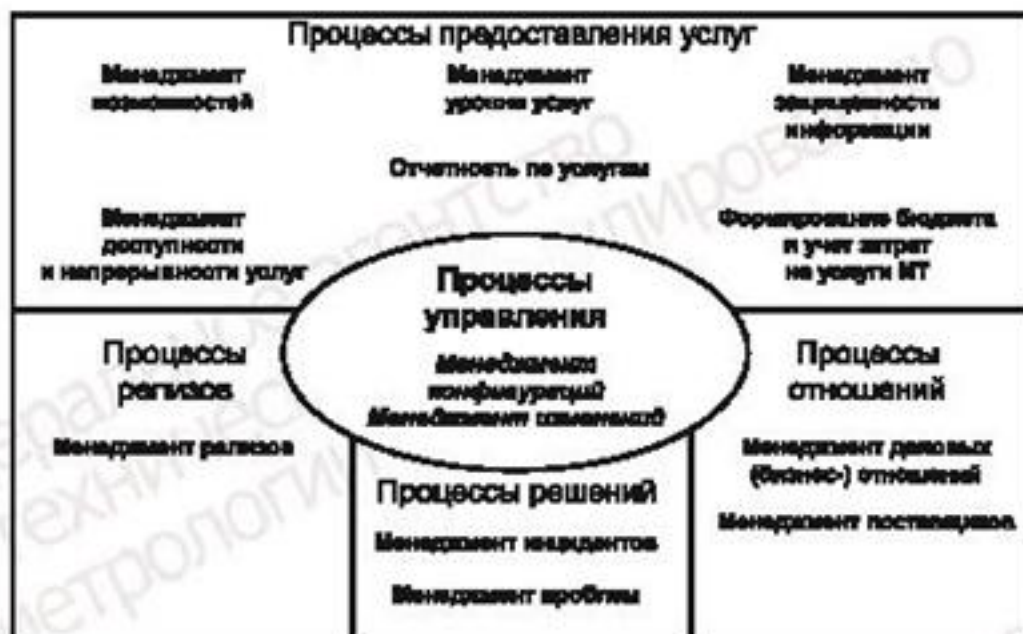 Процессы предоставления услуг
Менеджмент
возможностей
Менеджмент
уровня услуг
Менеджмент
защищенности
информации
Отчетность по услугам
Менеджмент
доступности
и непрерывности услуг
Формирование бюджета
и учет затрат
на услуги ИТ
Процессы
управления
Менеджмент
конфигураций
Менеджмент изменений
Процессы
релизов
Менеджмент релизов
Процессы решений
Менеджмент инцидентов
Менеджмент проблем
Процессы
отношений
Менеджмент деловых
(бизнес-) отношений
Менеджмент поставщиков